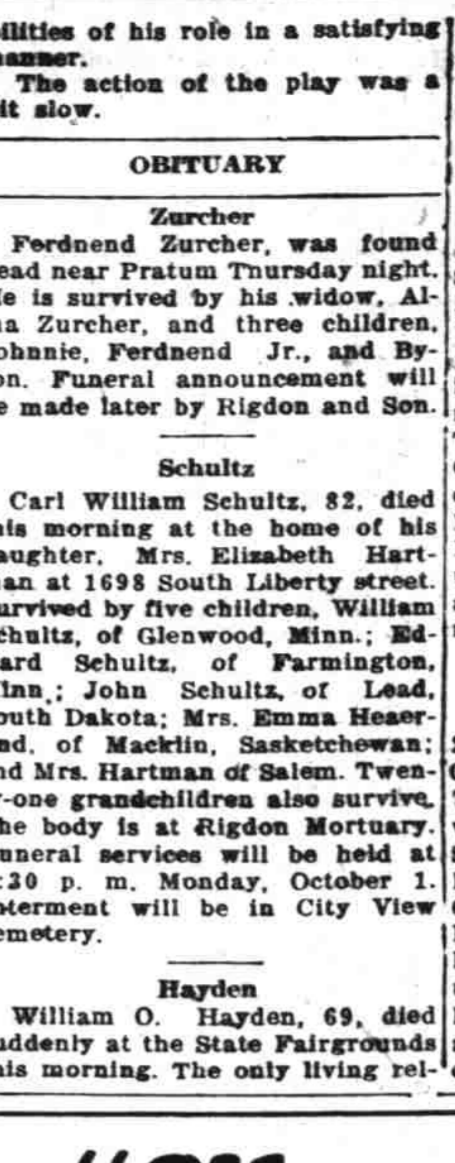 ilities of his role in a satisfying
anner.
The action of the play was a
it slow.
OBITUARY
Zurcher
Ferdnend Zurcher, was found
ead near Pratum Thursday night.
e is survived by his widow, Al-
a Zurcher, and three children,
ohnnie, Ferdnend Jr., and By-
on. Funeral announcement will
e made later by Rigdon and Son.
Schultz
Carl William Schultz, 82, died
his morning at the home of his
aughter, Mrs. Elizabeth Hart-
an at 1698 South Liberty street.
urvived by five children, William
chultz, of Glenwood, Minn.; Ed-
ard Schultz, of Farmington,
inn.; John Schultz, of Lead,
outh Dakota; Mrs. Emma Heaer-
nd, of Macklin, Sasketchewan;
nd Mrs. Hartman of Salem. Twen-
y-one grandchildren also survive.
he body is at Rigdon Mortuary.
uneral services will be held at
:30 p. m. Monday, October 1.
nterment will be in City View
emetery.
Hayden
William O. Hayden, 69, died
uddenly at the State Fairgrounds
his morning. The only living rel-